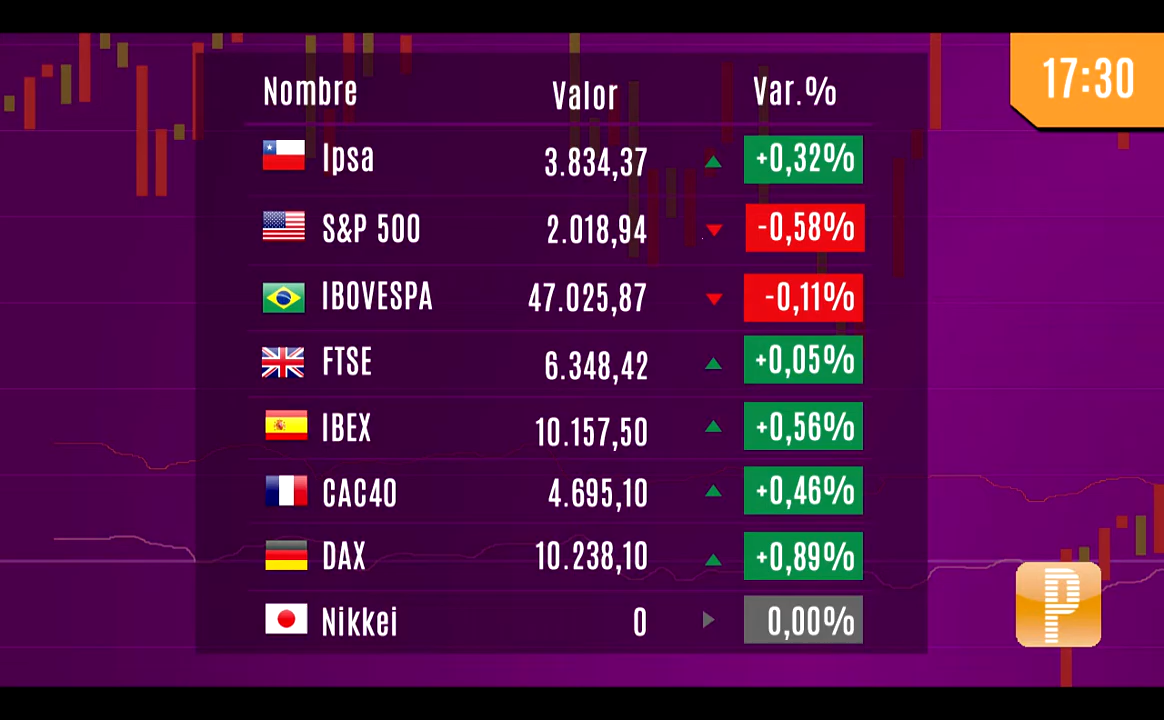 17:30
Nombre Valor Var.%
Ipsa 3.834,37 +0,32%
S&P 500 2.018,94 -0,58%
IBOVESPA 47.025,87 -0,11%
FTSE 6.348,42 +0,05%
IBEX 10.157,50 +0,56%
CAC40 4.695,10 +0,46%
DAX 10.238,10 +0,89%
Nikkei 0 0,00%
P